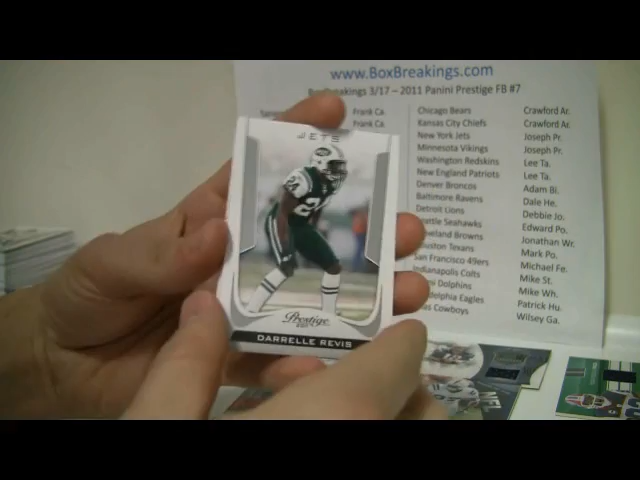 www.BoxBreakings.com
BoxBreakings 3/17 – 2011 Panini Prestige FB #7
Frank Ca.
Frank Ca.
Chicago Bears Crawford Ar.
Kansas City Chiefs Crawford Ar.
New York Jets Joseph Pr.
Minnesota Vikings Joseph Pr.
Washington Redskins Lee Ta.
New England Patriots Lee Ta.
Denver Broncos Adam Bl.
Baltimore Ravens Dale He.
Detroit Lions Debbie Jo.
Seattle Seahawks Edward Po.
Cleveland Browns Jonathan Wr.
Houston Texans Mark Po.
San Francisco 49ers Michael Fe.
Indianapolis Colts Mike St.
Dolphins Mike Wh.
Eagles Patrick Hu.
Cowboys Wilsey Ga.
JETS
24
Prestige
DARRELLE REVIS
NFL